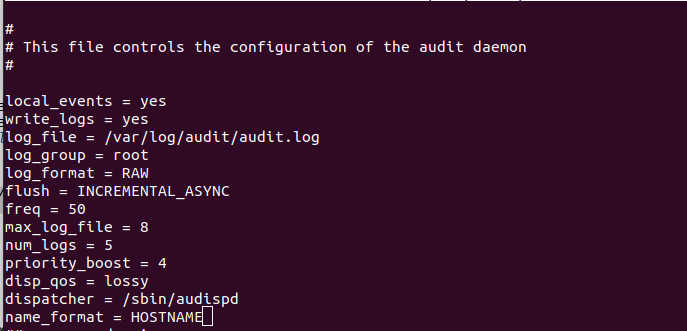 #
# This file controls the configuration of the audit daemon
#
local_events = yes
write_logs = yes
log_file = /var/log/audit/audit.log
log_group = root
log_format = RAW
flush = INCREMENTAL_ASYNC
freq = 50
max_log_file = 8
num_logs = 5
priority_boost = 4
disp_qos = lossy
dispatcher = /sbin/audispd
name_format = HOSTNAME